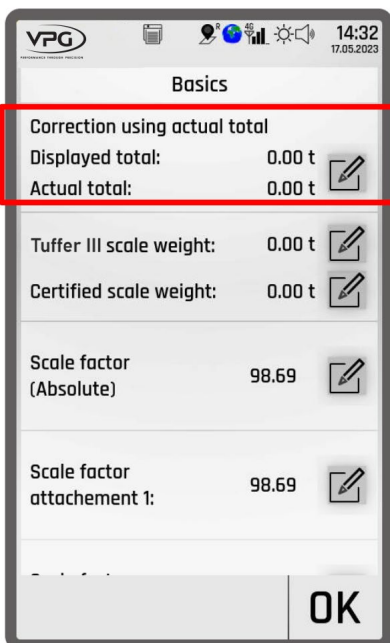 VPG
R
4G
14:32
17.05.2023
Basics
Correction using actual total
Displayed total: 0.00 t
Actual total: 0.00 t
Tuffer III scale weight: 0.00 t
Certified scale weight: 0.00 t
Scale factor
(Absolute) 98.69
Scale factor
attachement 1: 98.69
OK